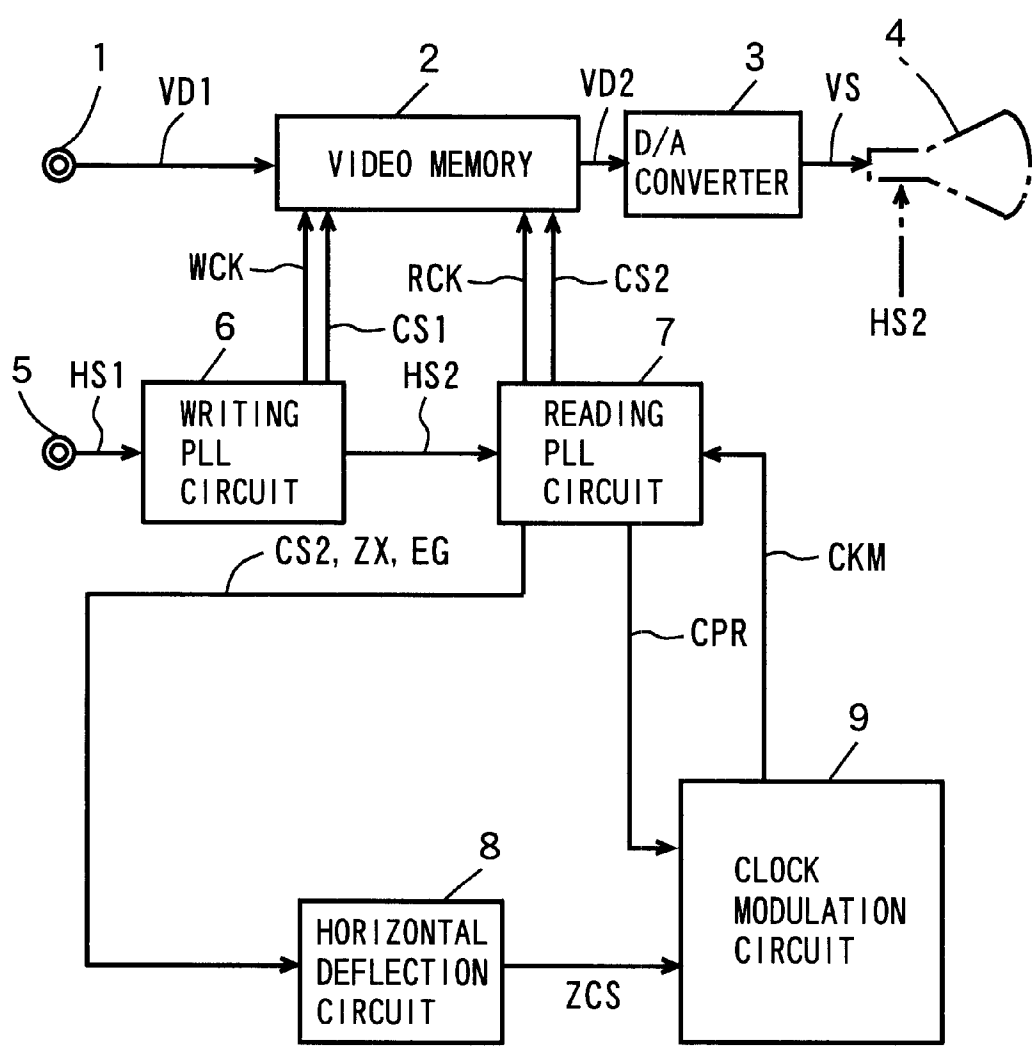 1
2
3
4
VD1
VD2
VS
VIDEO MEMORY
D/A
CONVERTER
WCK
RCK
CS2
CS1
HS2
5
HS1
6
HS2
7
WRITING
PLL
CIRCUIT
READING
PLL
CIRCUIT
CS2, ZX, EG
CKM
CPR
9
8
CLOCK
MODULATION
CIRCUIT
HORIZONTAL
DEFLECTION
CIRCUIT
ZCS